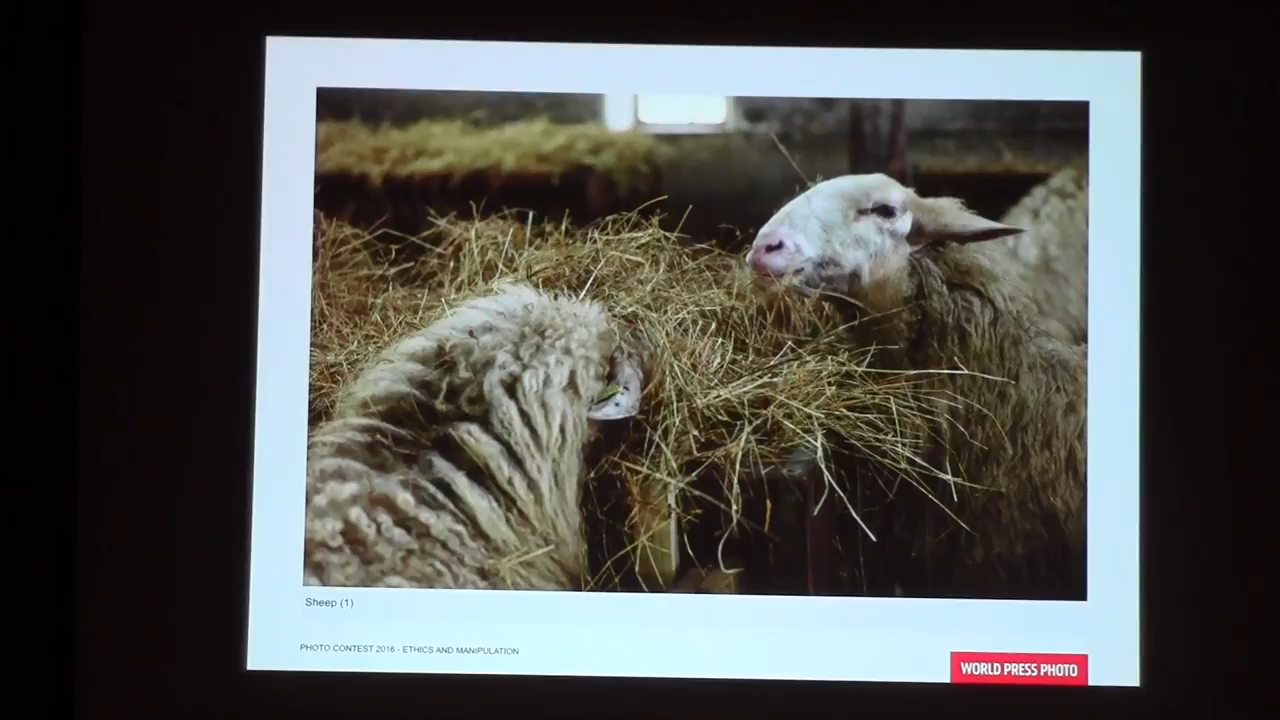 Sheep (1)
PHOTO CONTEST 2016 - ETHICS AND MANIPULATION
WORLD PRESS PHOTO